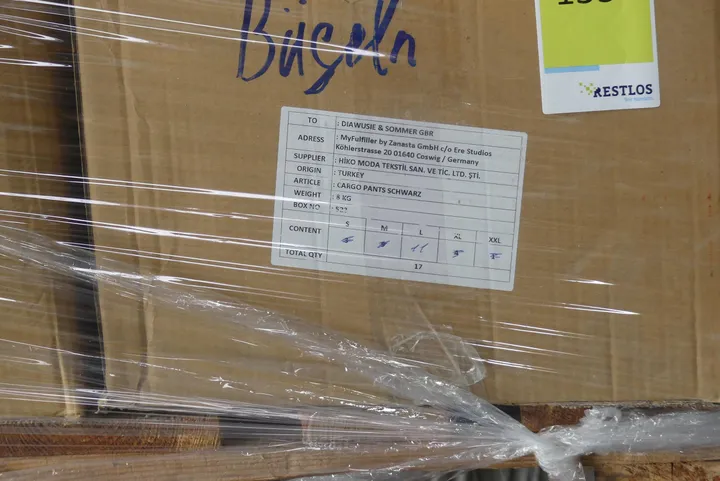 Bügeln
RESTLOS
TO : DIAWUSIE & SOMMER GBR
ADRESS : MyFulfiller by Zanasta GmbH c/o Ere Studios
Köhlerstrasse 20 01640 Coswig / Germany
SUPPLIER : HİKO MODA TEKSTİL SAN. VE TİC. LTD. ŞTİ.
ORIGIN : TURKEY
ARTICLE : CARGO PANTS SCHWARZ
WEIGHT : 8 KG
BOX NO :
CONTENT S M L XL XXL
11
TOTAL QTY 17